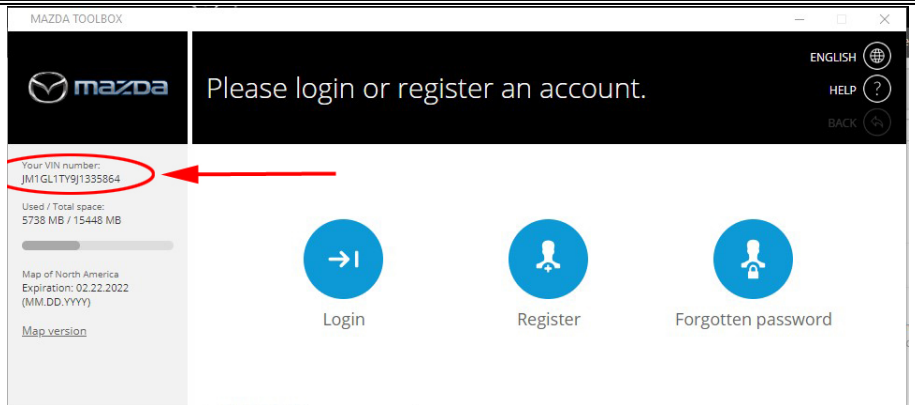 MAZDA TOOLBOX
mazda
Please login or register an account.
ENGLISH
HELP ?
BACK
Your VIN number:
JM1GL1TY9J1335864
Used / Total space:
5738 MB / 15448 MB
Map of North America
Expiration: 02.22.2022
(MM.DD.YYYY)
Map version
Login
Register
Forgotten password